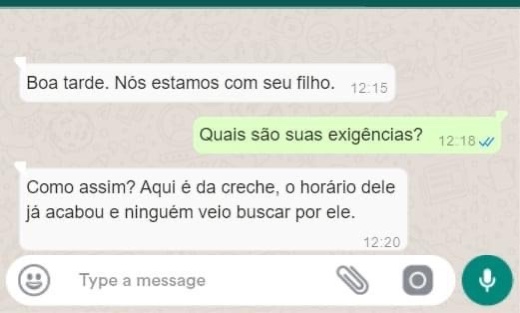 Boa tarde. Nós estamos com seu filho. 12:15
Quais são suas exigências? 12:18
Como assim? Aqui é da creche, o horário dele
já acabou e ninguém veio buscar por ele.
12:20
Type a message